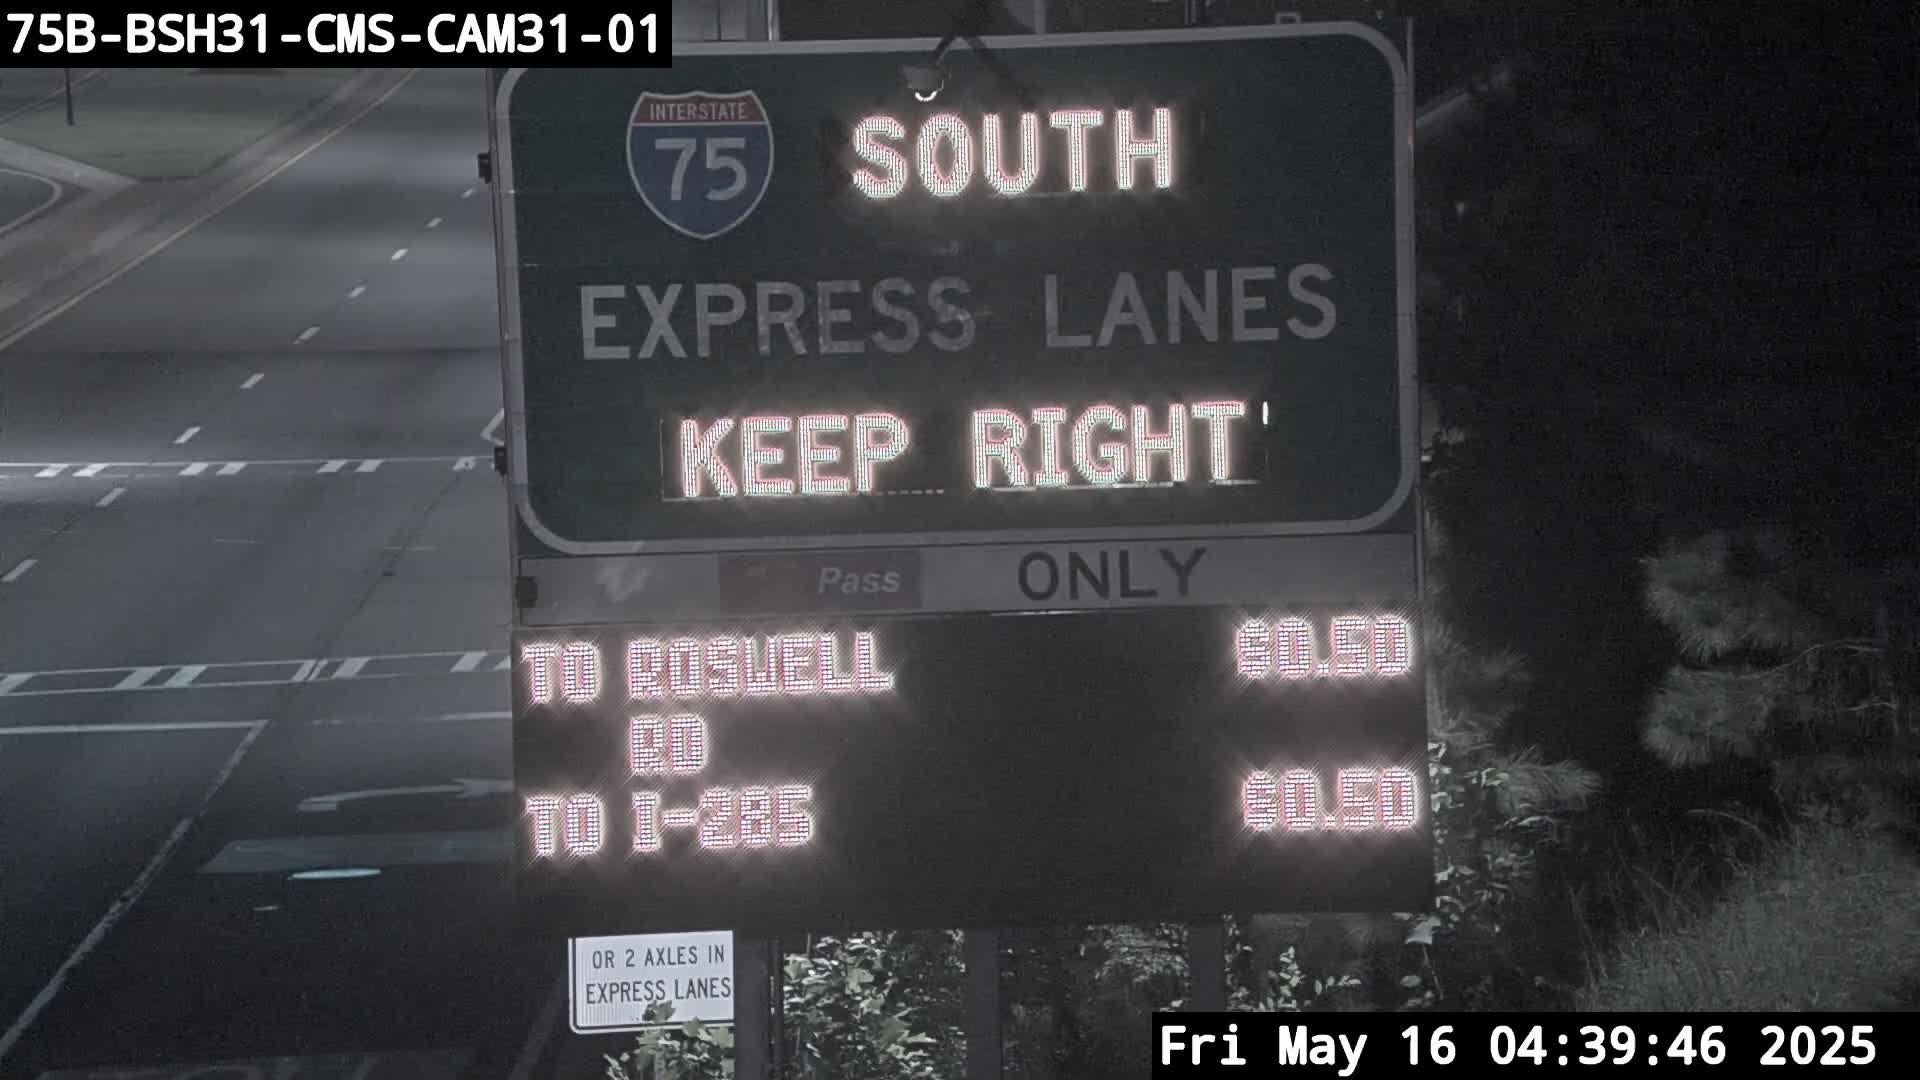 75B-BSH31-CMS-CAM31-01
INTERSTATE
75
SOUTH
EXPRESS LANES
KEEP RIGHT
Pass
ONLY
TO ROSWELL $0.50
RD
TO I-285 $0.50
OR 2 AXLES IN
EXPRESS LANES
Fri May 16 04:39:46 2025